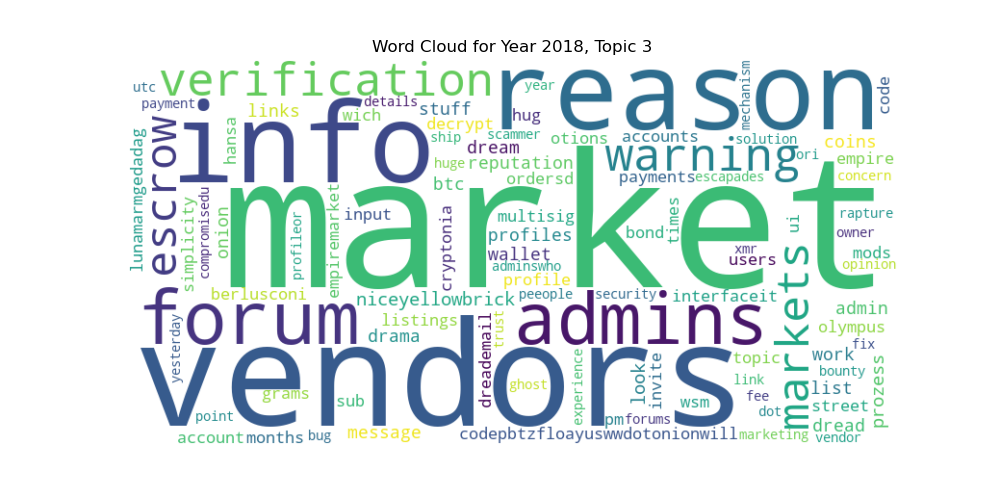 Word Cloud for Year 2018, Topic 3
utc
verification
reason
year
mechanism
code
payment
links
info
details
stuff
wich
decrypt
hug
ship
scammer
dream
otions
accounts
solution
coins
hansa
escrow
warning
ori
empire
huge
reputation
payments
escapades
concern
lunamarmgedadag
btc
ordersd
market
simplicity
compromisedu
onion
profileor
empiremarket
input
cryptonia
multisig
profiles
bond
times
ui
rapture
owner
wallet
xmr
users
mods
adminswho
opinion
profile
berlusconi
niceyellowbrick
peeople
security
interfaceit
forum
listings
drama
dreademail
trust
admins
markets
admin
olympus
yesterday
vendors
fix
experience
look
invite
topic
work
prozess
grams
sub
ghost
link
bounty
list
wsm
fee
street
point
pm
forums
dot
dread
account
months
bug
message
codepbtzfloayuswwdotonionwill
marketing
vendor